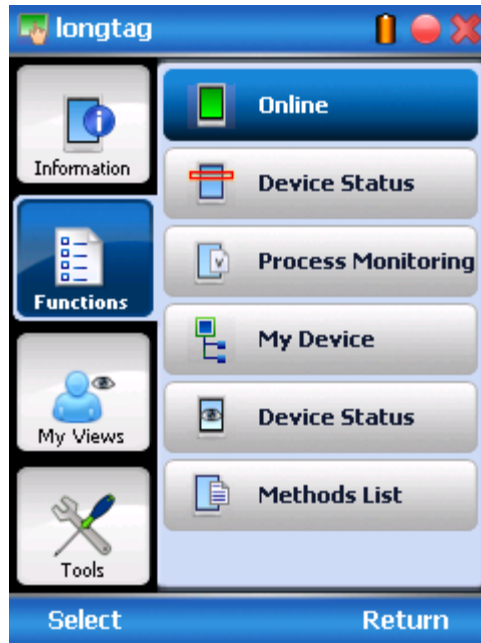 longtag
Information
Functions
My Views
Tools
Online
Device Status
Process Monitoring
My Device
Device Status
Methods List
Select
Return